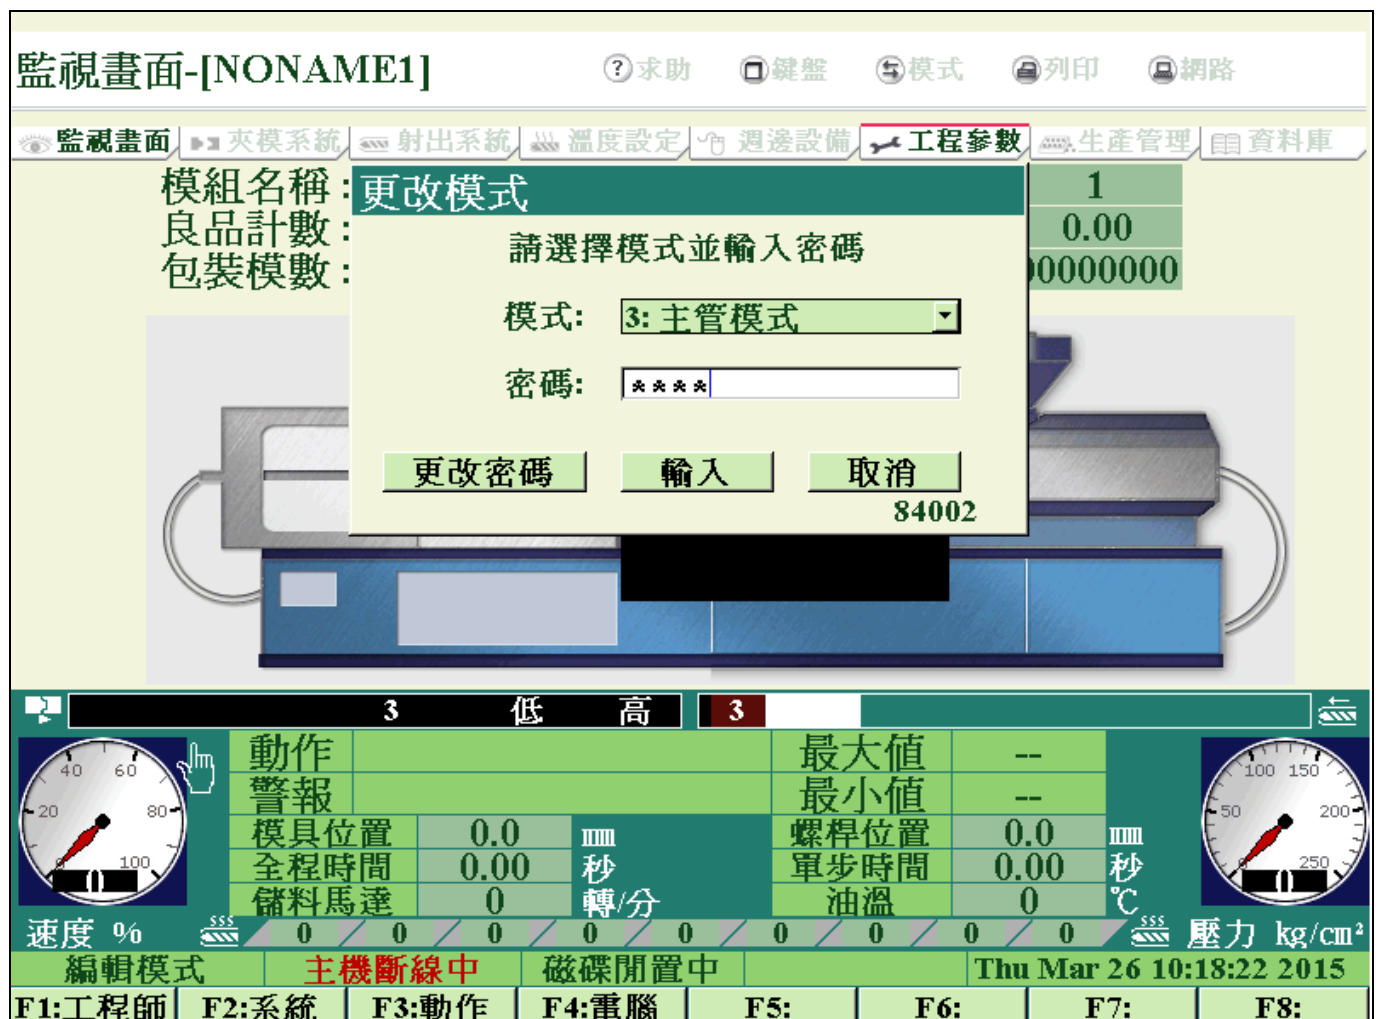 監視畫面-[NONAME1] ?求助 鍵盤 模式 列印 網路
監視畫面 夾模系統 射出系統 溫度設定 週邊設備 工程參數 生產管理 資料庫
模組名稱: 1
良品計數: 0.00
包裝模數: 00000000
更改模式
請選擇模式並輸入密碼
模式: 3: 主管模式
密碼: ****
更改密碼 輸入 取消
84002
3 低 高 3
動作 最大值 --
警報 最小值 --
模具位置 0.0 mm 螺桿位置 0.0 mm
全程時間 0.00 秒 單步時間 0.00 秒
儲料馬達 0 轉/分 油溫 0 ℃
20 40 60 80 100 0
50 100 150 200 250 0
速度 % 0 0 0 0 0 0 0 0 0 壓力 kg/cm²
編輯模式 主機斷線中 磁碟閒置中 Thu Mar 26 10:18:22 2015
F1:工程師 F2:系統 F3:動作 F4:電腦 F5: F6: F7: F8: